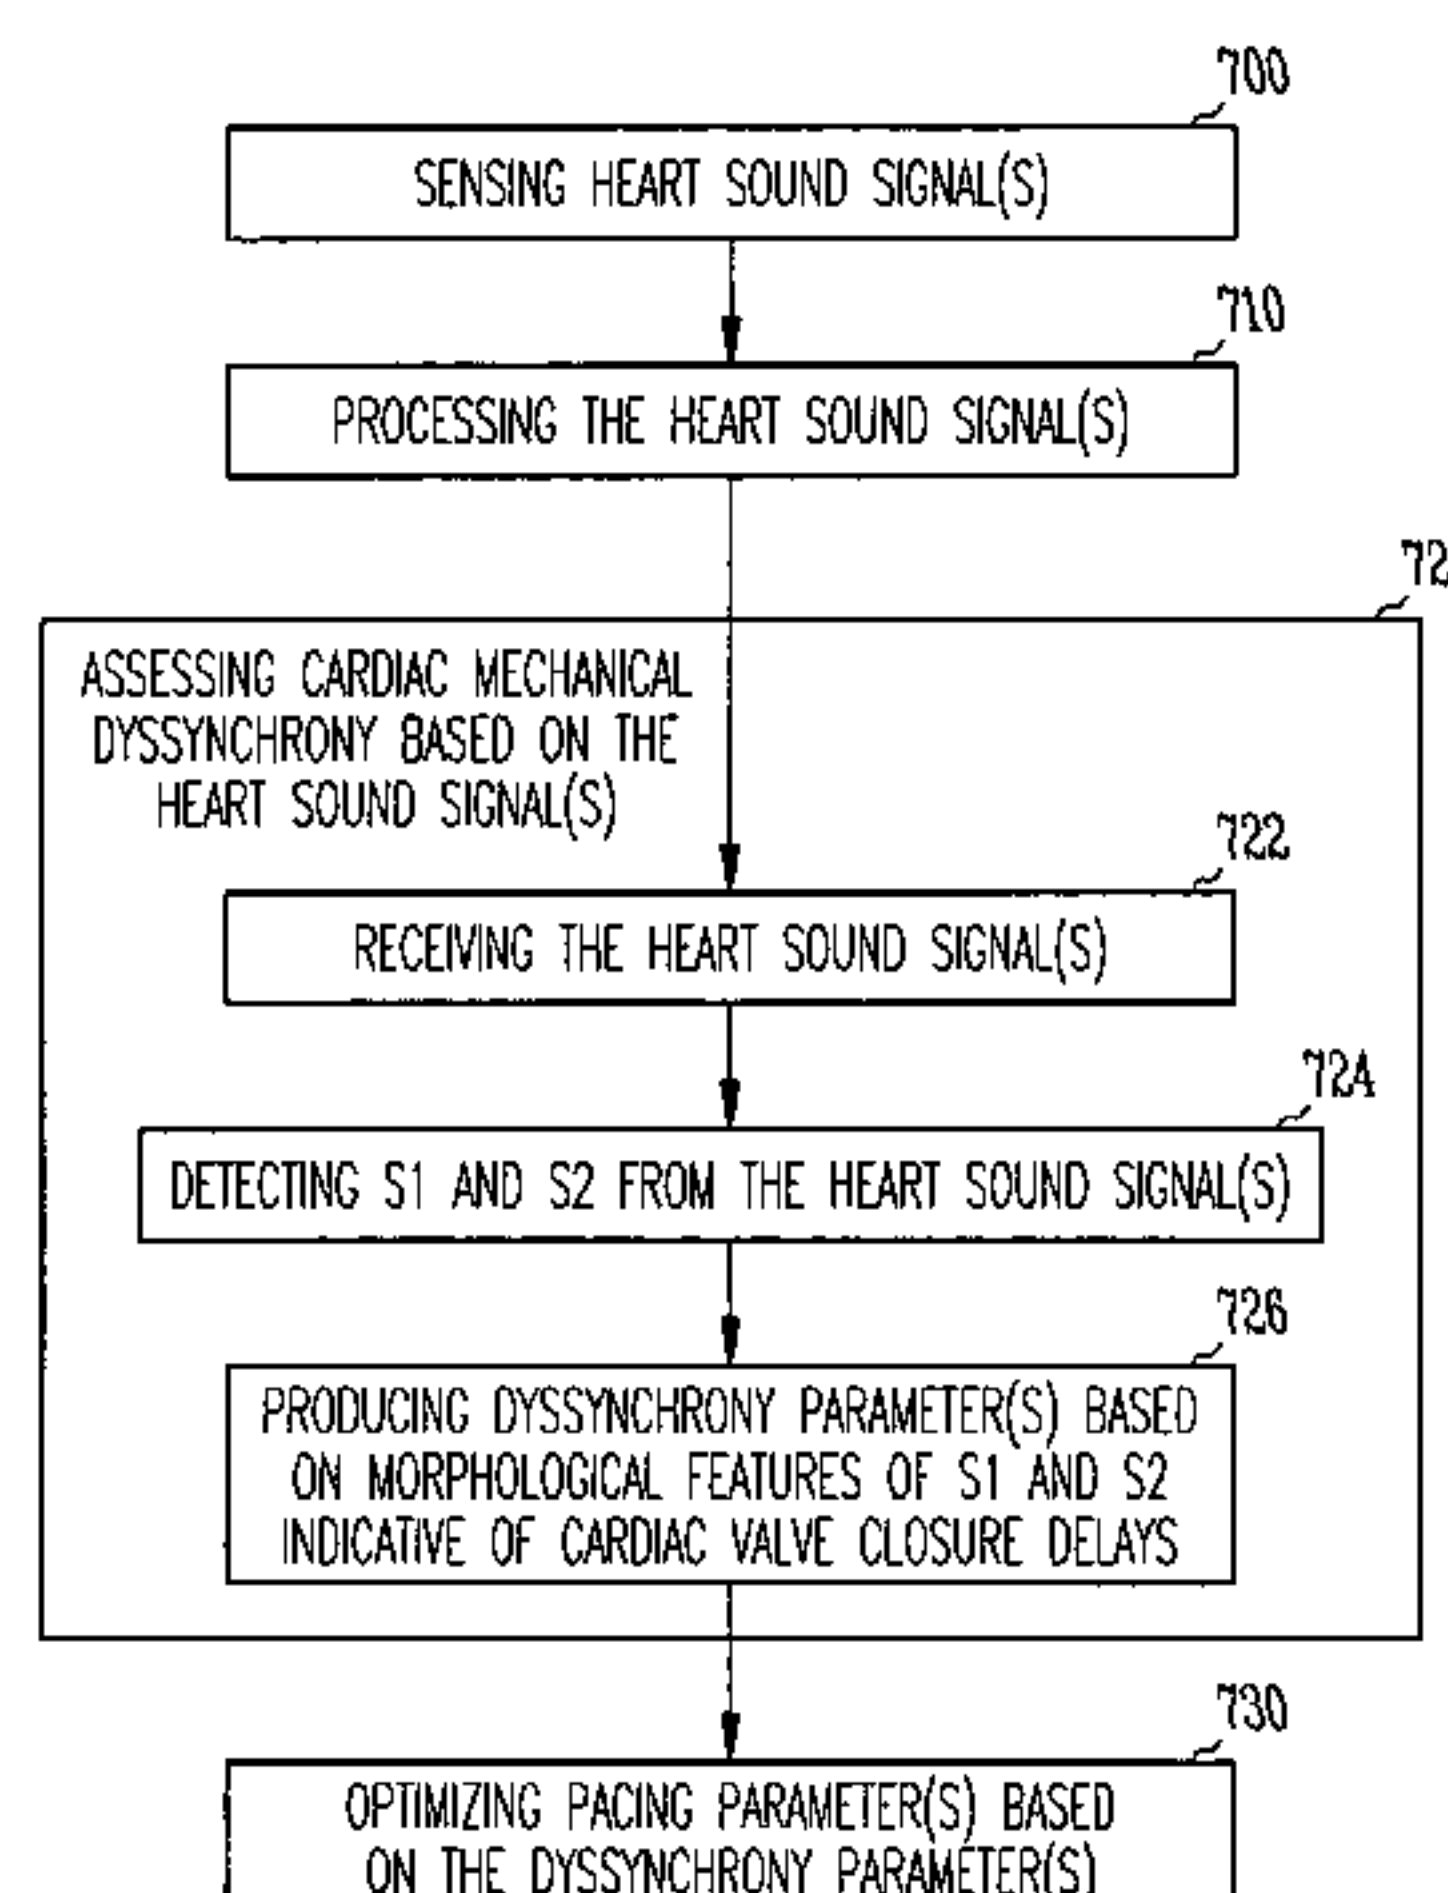 700
SENSING HEART SOUND SIGNAL(S)
710
PROCESSING THE HEART SOUND SIGNAL(S)
72
ASSESSING CARDIAC MECHANICAL
DYSSYNCHRONY BASED ON THE
HEART SOUND SIGNAL(S)
722
RECEIVING THE HEART SOUND SIGNAL(S)
724
DETECTING S1 AND S2 FROM THE HEART SOUND SIGNAL(S)
726
PRODUCING DYSSYNCHRONY PARAMETER(S) BASED
ON MORPHOLOGICAL FEATURES OF S1 AND S2
INDICATIVE OF CARDIAC VALVE CLOSURE DELAYS
730
OPTIMIZING PACING PARAMETER(S) BASED
ON THE DYSSYNCHRONY PARAMETER(S)